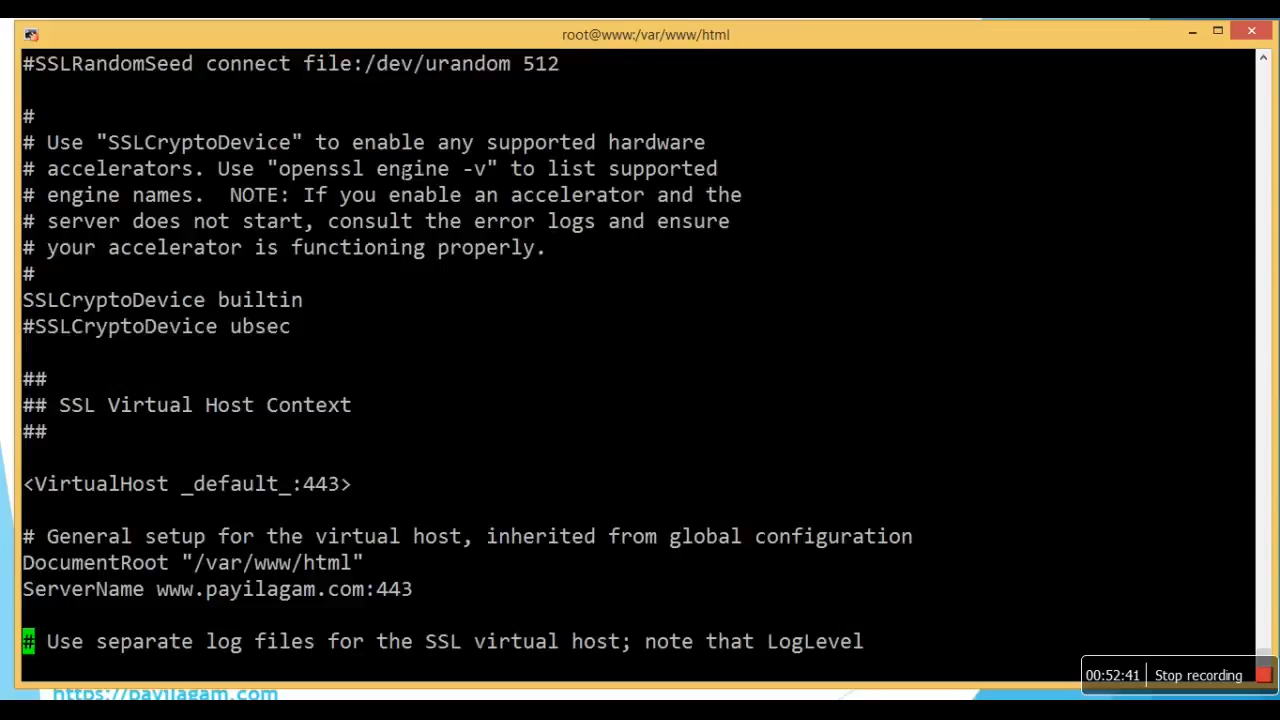 root@www:/var/www/html
#SSLRandomSeed connect file:/dev/urandom 512
#
# Use "SSLCryptoDevice" to enable any supported hardware
# accelerators. Use "openssl engine -v" to list supported
# engine names.  NOTE: If you enable an accelerator and the
# server does not start, consult the error logs and ensure
# your accelerator is functioning properly.
#
SSLCryptoDevice builtin
#SSLCryptoDevice ubsec
##
## SSL Virtual Host Context
##
<VirtualHost _default_:443>
# General setup for the virtual host, inherited from global configuration
DocumentRoot "/var/www/html"
ServerName www.payilagam.com:443
# Use separate log files for the SSL virtual host; note that LogLevel
00:52:41 Stop recording
https://payilagam.com